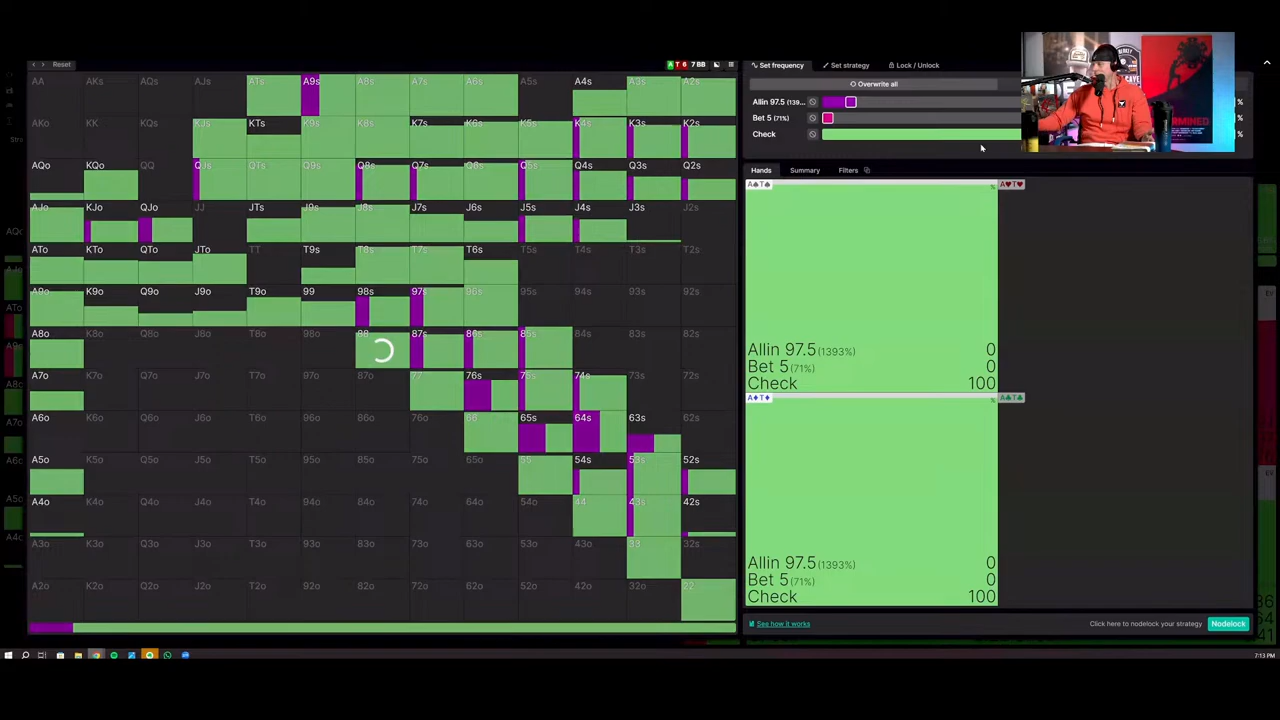 Reset
A T 6 7 BB
AA AKs AQs AJs ATs A9s A8s A7s A6s A4s A3s A2s
AKo KK KQs KJs KTs K9s K8s K7s K6s K5s K4s K3s K2s
AQo KQo QQ QJs QTs Q9s Q8s Q7s Q6s Q5s Q4s Q3s Q2s
AJo KJo QJo JJ JTs J9s J8s J7s J6s J5s J4s J3s J2s
ATo KTo QTo JTo TT T9s T8s T7s T6s T5s T4s T3s T2s
A9o K9o Q9o J9o T9o 99 98s 97s 96s 95s 94s 93s 92s
A8o K8o Q8o J8o T8o 98o 88 87s 86s 85s 84s 83s 82s
A7o K7o Q7o J7o T7o 97o 87o 77 76s 75s 74s 73s 72s
A6o K6o Q6o J6o T6o 96o 86o 76o 66 65s 64s 63s 62s
A5o K5o Q5o J5o T5o 95o 85o 75o 65o 55 54s 53s 52s
A4o K4o Q4o J4o T4o 94o 84o 74o 64o 54o 44 43s 42s
A3o K3o Q3o J3o T3o 93o 83o 73o 63o 53o 43o 33 32s
A2o K2o Q2o J2o T2o 92o 82o 72o 62o 52o 42o 32o 22
Set frequency Set strategy Lock / Unlock
Overwrite all
Allin 97.5 (139... %
Bet 5 (71%) %
Check %
Hands Summary Filters
A♠T♠ A♥T♥
Allin 97.5(1393%) 0
Bet 5(71%) 0
Check 100
A♦T♦ A♣T♣
Allin 97.5(1393%) 0
Bet 5(71%) 0
Check 100
See how it works Click here to nodelock your strategy Nodelock
7:13 PM